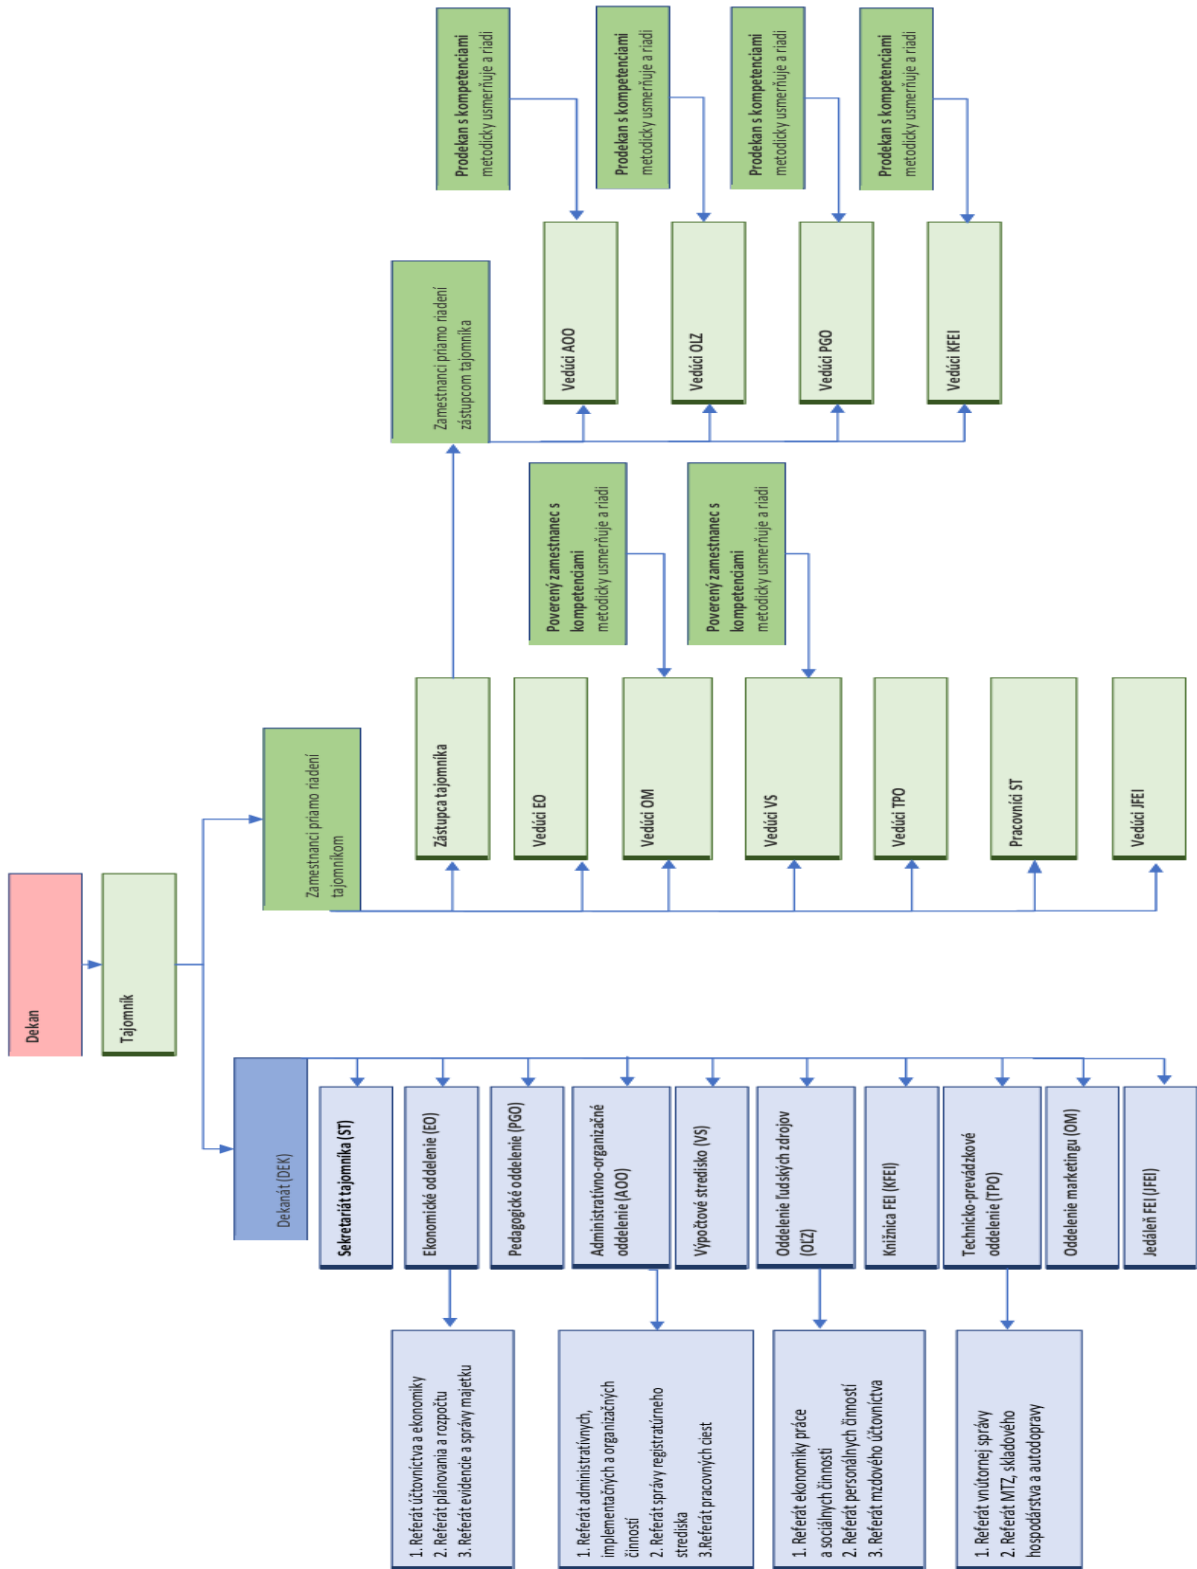 Dekan
Tajomník
Dekanát (DEK)
Sekretariát tajomníka (ST)
Ekonomické oddelenie (EO)
Pedagogické oddelenie (PGO)
Administratívno-organizačné
oddelenie (AOO)
Výpočtové stredisko (VS)
Oddelenie ľudských zdrojov
(OĽZ)
Knižnica FEI (KFEI)
Technicko-prevádzkové
oddelenie (TPO)
Oddelenie marketingu (OM)
Jedáleň FEI (JFEI)
1. Referát účtovníctva a ekonomiky
2. Referát plánovania a rozpočtu
3. Referát evidencie a správy majetku
1. Referát administratívnych,
implementačných a organizačných
činností
2. Referát správy registratúrneho
strediska
3.Referát pracovných ciest
1. Referát ekonomiky práce
a sociálnych činností
2. Referát personálnych činností
3. Referát mzdového účtovníctva
1. Referát vnútornej správy
2. Referát MTZ, skladového
hospodárstva a autodopravy
Zamestnanci priamo riadení
tajomníkom
Zástupca tajomníka
Vedúci EO
Vedúci OM
Vedúci VS
Vedúci TPO
Pracovníci ST
Vedúci JFEI
Poverený zamestnanec s
kompetenciami
metodicky usmerňuje a riadi
Poverený zamestnanec s
kompetenciami
metodicky usmerňuje a riadi
Zamestnanci priamo riadení
zástupcom tajomníka
Vedúci AOO
Vedúci OLZ
Vedúci PGO
Vedúci KFEI
Prodekan s kompetenciami
metodicky usmerňuje a riadi
Prodekan s kompetenciami
metodicky usmerňuje a riadi
Prodekan s kompetenciami
metodicky usmerňuje a riadi
Prodekan s kompetenciami
metodicky usmerňuje a riadi